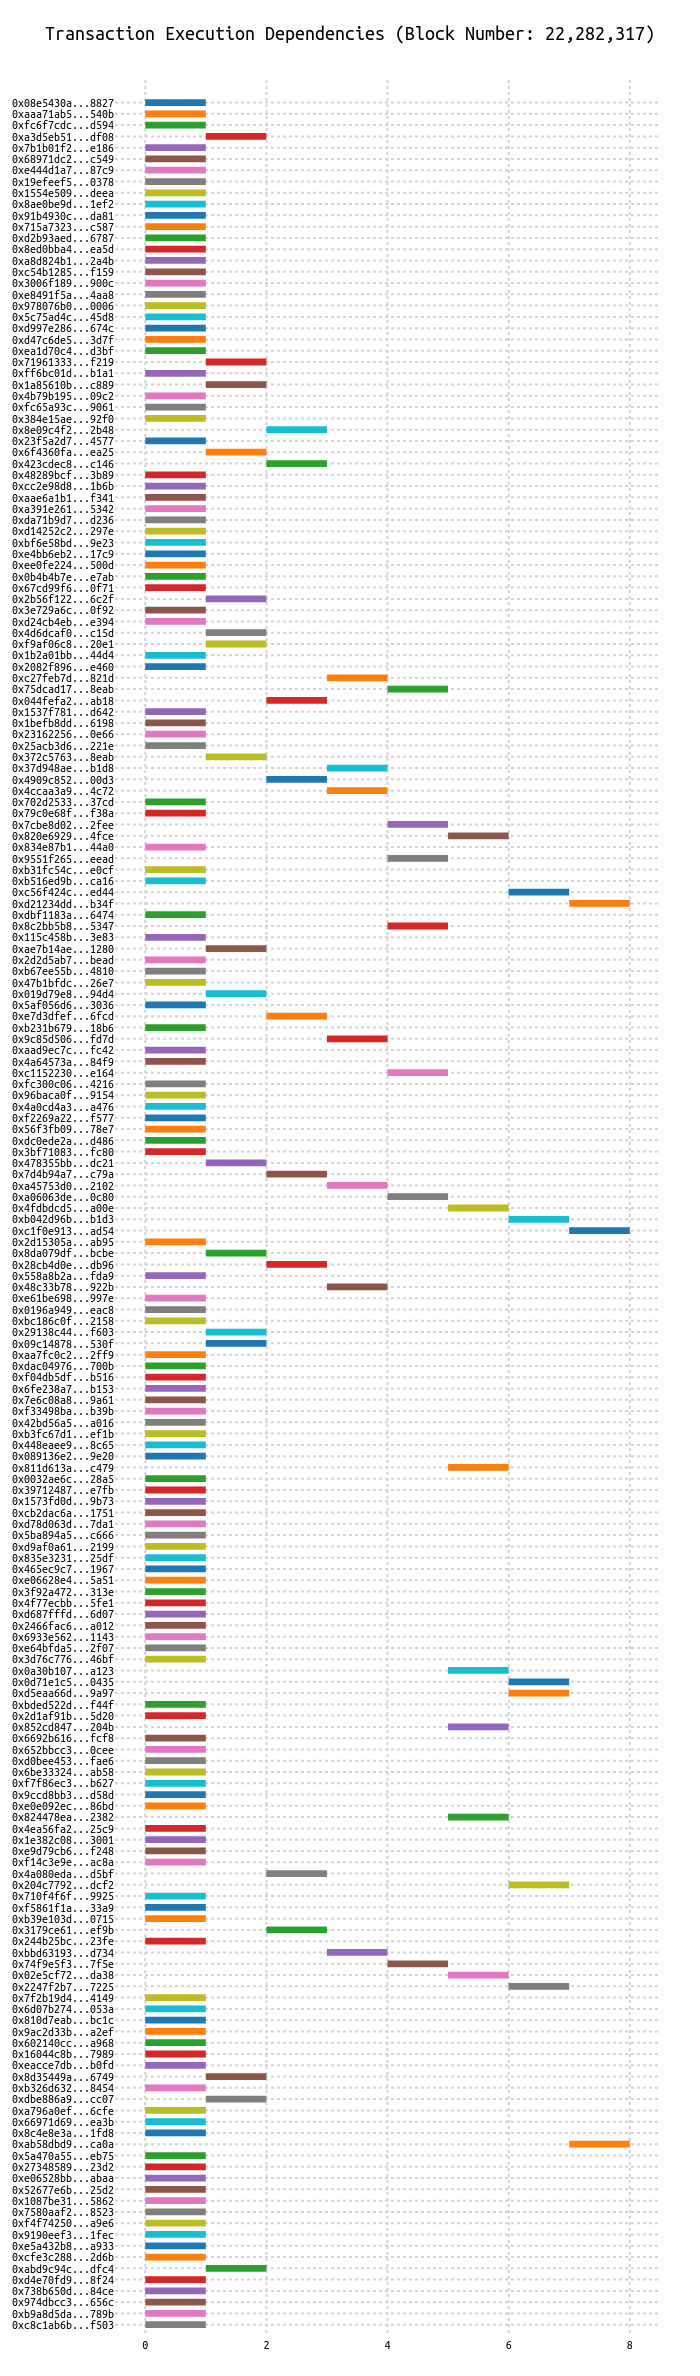 Transaction Execution Dependencies (Block Number: 22,282,317)
0x08e5430a...8827
0xaaa71ab5...540b
0xfc6f7cdc...d594
0xa3d5eb51...df08
0x7b1b01f2...e186
0x68971dc2...c549
0xe444d1a7...87c9
0x19efeef5...0378
0x1554e509...deea
0x8ae0be9d...1ef2
0x91b4930c...da81
0x715a7323...c587
0xd2b93aed...6787
0x8ed0bba4...ea5d
0xa8d824b1...2a4b
0xc54b1285...f159
0x3006f189...900c
0xe8491f5a...4aa8
0x978076b0...0006
0x5c75ad4c...45d8
0xd997e286...674c
0xd47c6de5...3d7f
0xea1d70c4...d3bf
0x71961333...f219
0xff6bc01d...b1a1
0x1a85610b...c889
0x4b79b195...09c2
0xfc65a93c...9061
0x384e15ae...92f0
0x8e09c4f2...2b48
0x23f5a2d7...4577
0x6f4360fa...ea25
0x423cdec8...c146
0x48289bcf...3b89
0xcc2e98d8...1b6b
0xaae6a1b1...f341
0xa391e261...5342
0xda71b9d7...d236
0xd14252c2...297e
0xbf6e58bd...9e23
0xe4bb6eb2...17c9
0xee0fe224...500d
0x0b4b4b7e...e7ab
0x67cd99f6...0f71
0x2b56f122...6c2f
0x3e729a6c...0f92
0xd24cb4eb...e394
0x4d6dcaf0...c15d
0xf9af06c8...20e1
0x1b2a01bb...44d4
0x2082f896...e460
0xc27feb7d...821d
0x75dcad17...8eab
0x044fefa2...ab18
0x1537f781...d642
0x1befb8dd...6198
0x23162256...0e66
0x25acb3d6...221e
0x372c5763...8eab
0x37d948ae...b1d8
0x4909c852...00d3
0x4ccaa3a9...4c72
0x702d2533...37cd
0x79c0e68f...f38a
0x7cbe8d02...2fee
0x820e6929...4fce
0x834e87b1...44a0
0x9551f265...eead
0xb31fc54c...e0cf
0xb516ed9b...ca16
0xc56f424c...ed44
0xd21234dd...b34f
0xdbf1183a...6474
0x8c2bb5b8...5347
0x115c458b...3e83
0xae7b14ae...1280
0x2d2d5ab7...bead
0xb67ee55b...4810
0x47b1bfdc...26e7
0x019d79e8...94d4
0x5af056d6...3036
0xe7d3dfef...6fcd
0xb231b679...18b6
0x9c85d506...fd7d
0xaad9ec7c...fc42
0x4a64573a...84f9
0xc1152230...e164
0xfc300c06...4216
0x96baca0f...9154
0x4a0cd4a3...a476
0xf2269a22...f577
0x56f3fb09...78e7
0xdc0ede2a...d486
0x3bf71083...fc80
0x478355bb...dc21
0x7d4b94a7...c79a
0xa45753d0...2102
0xa06063de...0c80
0x4fdbdcd5...a00e
0xb042d96b...b1d3
0xc1f0e913...ad54
0x2d15305a...ab95
0x8da079df...bcbe
0x28cb4d0e...db96
0x558a8b2a...fda9
0x48c33b78...922b
0xe61be698...997e
0x0196a949...eac8
0xbc186c0f...2158
0x29138c44...f603
0x09c14878...530f
0xaa7fc0c2...2ff9
0xdac04976...700b
0xf04db5df...b516
0x6fe238a7...b153
0x7e6c08a8...9a61
0xf33498ba...b39b
0x42bd56a5...a016
0xb3fc67d1...ef1b
0x448eaee9...8c65
0x089136e2...9e20
0x811d613a...c479
0x0032ae6c...28a5
0x39712487...e7fb
0x1573fd0d...9b73
0xcb2dac6a...1751
0xd78d063d...7da1
0x5ba894a5...c666
0xd9af0a61...2199
0x835e3231...25df
0x465ec9c7...1967
0xe06628e4...5a51
0x3f92a472...313e
0x4f77ecbb...5fe1
0xd687fffd...6d07
0x2466fac6...a012
0x6933e562...1143
0xe64bfda5...2f07
0x3d76c776...46bf
0x0a30b107...a123
0x0d71e1c5...0435
0xd5eaa66d...9a97
0xbded522d...f44f
0x2d1af91b...5d20
0x852cd847...204b
0x6692b616...fcf8
0x652bbcc3...0cee
0xd0bee453...fae6
0x6be33324...ab58
0xf7f86ec3...b627
0x9ccd8bb3...d58d
0xe0e092ec...86bd
0x824478ea...2382
0x4ea56fa2...25c9
0x1e382c08...3001
0xe9d79cb6...f248
0xf14c3e9e...ac8a
0x4a080eda...d5bf
0x204c7792...dcf2
0x710f4f6f...9925
0xf5861f1a...33a9
0xb39e103d...0715
0x3179ce61...ef9b
0x244b25bc...23fe
0xbbd63193...d734
0x74f9e5f3...7f5e
0x02e5cf72...da38
0x2247f2b7...7225
0x7f2b19d4...4149
0x6d07b274...053a
0x810d7eab...bc1c
0x9ac2d33b...a2ef
0x602140cc...a968
0x16044c8b...7989
0xeacce7db...b0fd
0x8d35449a...6749
0xb326d632...8454
0xdbe886a9...cc07
0xa796a0ef...6cfe
0x66971d69...ea3b
0x8c4e8e3a...1fd8
0xab58dbd9...ca0a
0x5a470a55...eb75
0x27348589...23d2
0xe06528bb...abaa
0x52677e6b...25d2
0x1087be31...5862
0x7580aaf2...8523
0xf4f74250...a9e6
0x9190eef3...1fec
0xe5a432b8...a933
0xcfe3c288...2d6b
0xabd9c94c...dfc4
0xd4e70fd9...8f24
0x738b650d...84ce
0x974dbcc3...656c
0xb9a8d5da...789b
0xc8c1ab6b...f503
0 2 4 6 8